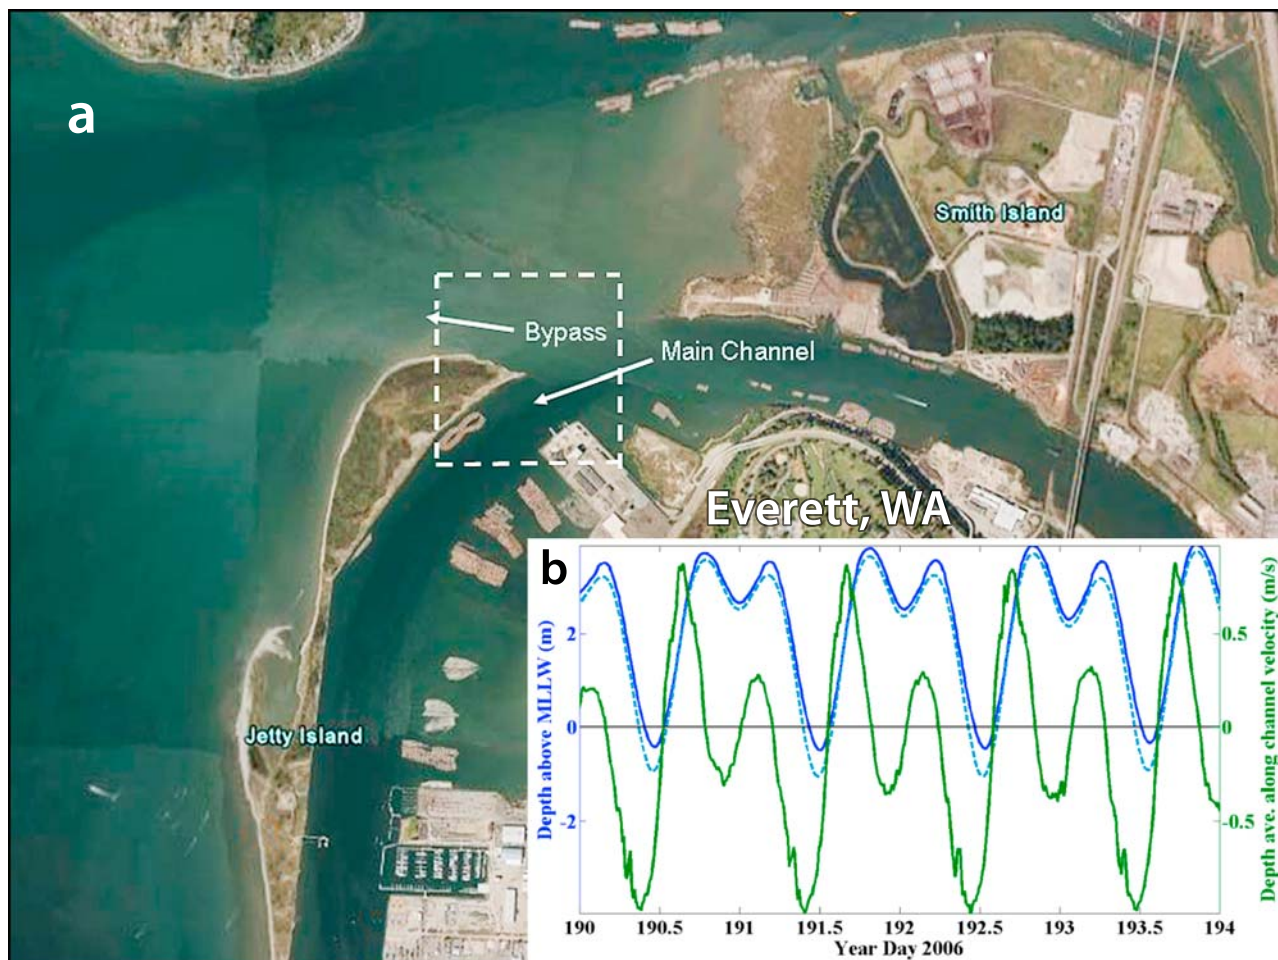 a
Smith Island
Bypass
Main Channel
Everett, WA
Jetty Island
b
Depth above MLLW (m)
2
0
-2
0.5
0
-0.5
Depth ave. along channel velocity (m/s)
190 190.5 191 191.5 192 192.5 193 193.5 194
Year Day 2006